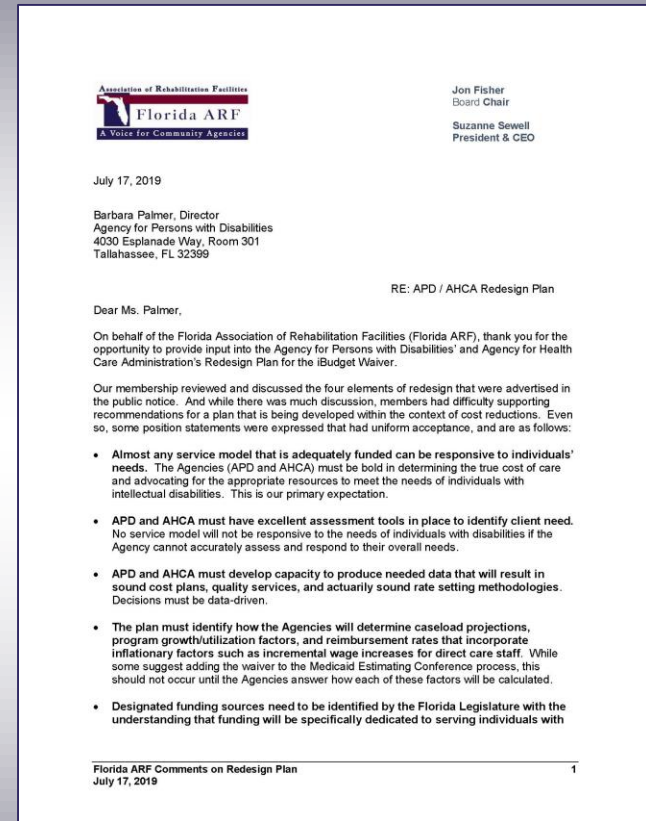 Association of Rehabilitation Facilities
Florida ARF
A Voice for Community Agencies
Jon Fisher
Board Chair
Suzanne Sewell
President & CEO
July 17, 2019
Barbara Palmer, Director
Agency for Persons with Disabilities
4030 Esplanade Way, Room 301
Tallahassee, FL 32399
RE: APD / AHCA Redesign Plan
Dear Ms. Palmer,
On behalf of the Florida Association of Rehabilitation Facilities (Florida ARF), thank you for the
opportunity to provide input into the Agency for Persons with Disabilities' and Agency for Health
Care Administration's Redesign Plan for the iBudget Waiver.
Our membership reviewed and discussed the four elements of redesign that were advertised in
the public notice. And while there was much discussion, members had difficulty supporting
recommendations for a plan that is being developed within the context of cost reductions. Even
so, some position statements were expressed that had uniform acceptance, and are as follows:
• Almost any service model that is adequately funded can be responsive to individuals'
needs. The Agencies (APD and AHCA) must be bold in determining the true cost of care
and advocating for the appropriate resources to meet the needs of individuals with
intellectual disabilities. This is our primary expectation.
• APD and AHCA must have excellent assessment tools in place to identify client need.
No service model will not be responsive to the needs of individuals with disabilities if the
Agency cannot accurately assess and respond to their overall needs.
• APD and AHCA must develop capacity to produce needed data that will result in
sound cost plans, quality services, and actuarily sound rate setting methodologies.
Decisions must be data-driven.
• The plan must identify how the Agencies will determine caseload projections,
program growth/utilization factors, and reimbursement rates that incorporate
inflationary factors such as incremental wage increases for direct care staff. While
some suggest adding the waiver to the Medicaid Estimating Conference process, this
should not occur until the Agencies answer how each of these factors will be calculated.
• Designated funding sources need to be identified by the Florida Legislature with the
understanding that funding will be specifically dedicated to serving individuals with
Florida ARF Comments on Redesign Plan 1
July 17, 2019